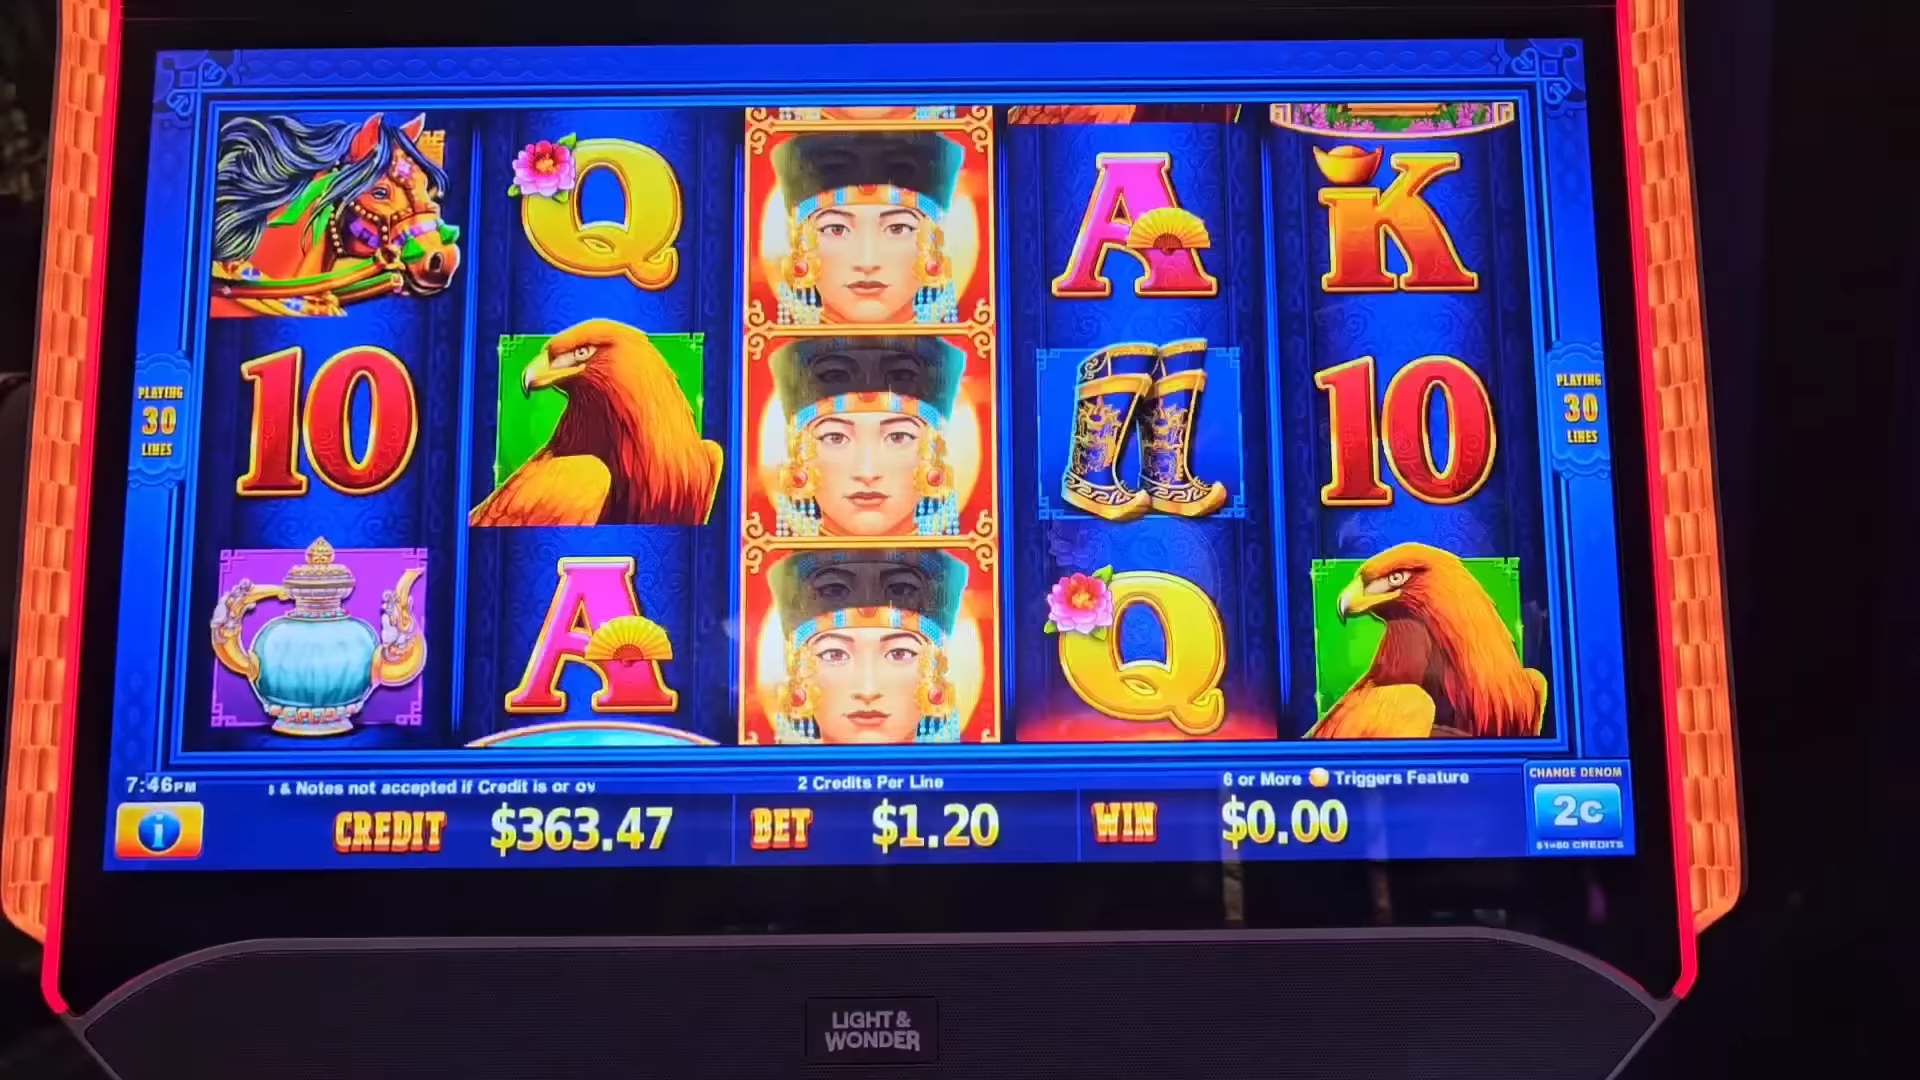 Q
A
K
10
10
A
Q
PLAYING
30
LINES
PLAYING
30
LINES
7:46PM
& Notes not accepted if Credit is or ov
2 Credits Per Line
6 or More Triggers Feature
CHANGE DENOM
2¢
$1=50 CREDITS
i
CREDIT $363.47
BET $1.20
WIN $0.00
LIGHT &
WONDER